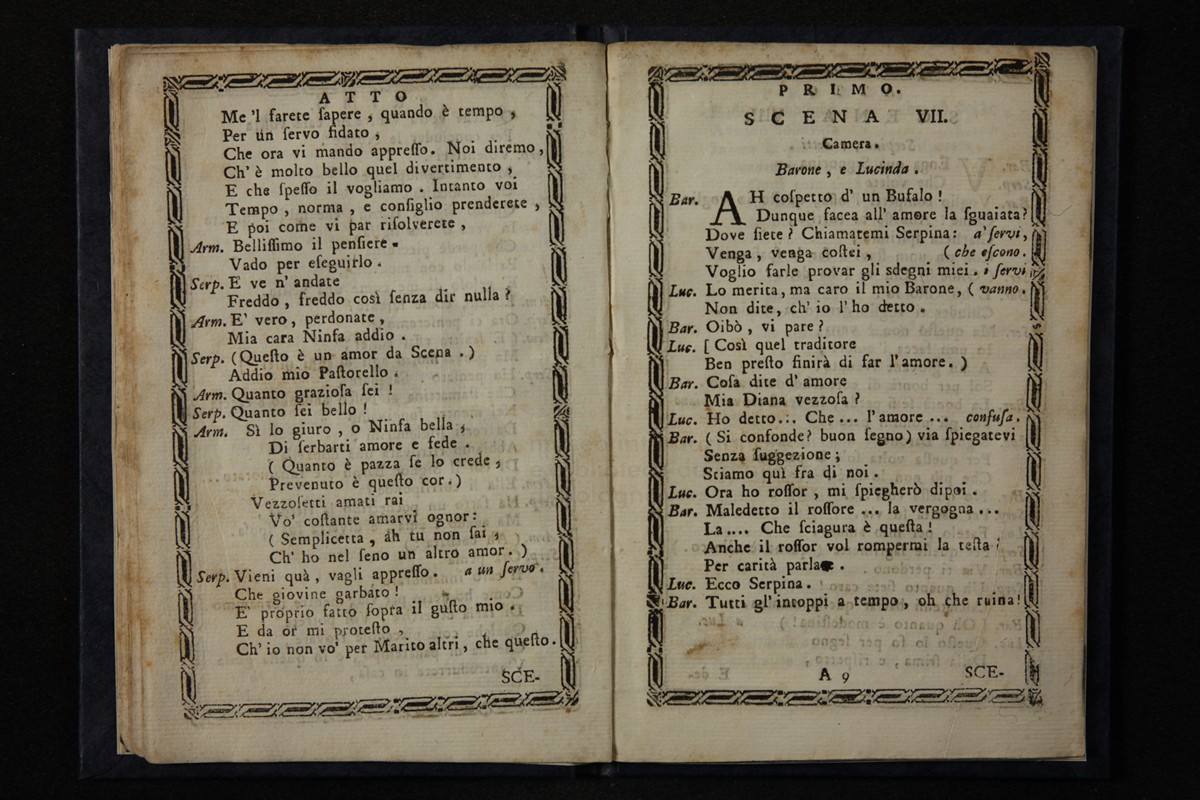 ATTO
Me 'l farete ſapere , quando è tempo ,
Per un ſervo fidato ,
Che ora vi mando appreſſo. Noi diremo,
Ch' è molto bello quel divertimento ,
E che ſpeſſo il vogliamo . Intanto voi
Tempo , norma , e conſiglio prenderete ,
E poi come vi par riſolverete ,
Arm. Belliſſimo il penſiere.
Vado per eſeguirlo .
Serp. E ve n' andate
Freddo , freddo così ſenza dir nulla ?
Arm. E' vero, perdonate ,
Mia cara Ninfa addio .
Serp. (Queſto è un amor da Scena . )
Addio mio Paſtorello .
Arm. Quanto grazioſa ſei !
Serp. Quanto ſei bello !
Arm. Sì lo giuro , o Ninfa bella ,
Di ſerbarti amore e fede .
( Quanto è pazza ſe lo crede ,
Prevenuto è queſto cor. )
Vezzoſetti amati rai
Vo' coſtante amarvi ognor:
( Semplicetta , ah tu non ſai ,
Ch' ho nel ſeno un altro amor. )
Serp. Vieni quà , vagli appreſſo. a un ſervo.
Che giovine garbato !
E' proprio fatto ſopra il guſto mio .
E da or mi proteſto ,
Ch' io non vo' per Marito altri, che queſto.
SCE-
PRIMO.
SCENA VII.
Camera.
Barone , e Lucinda .
Bar. AH coſpetto d' un Bufalo !
Dunque facea all' amore la ſguaiata?
Dove ſiete ? Chiamatemi Serpina: a' ſervi,
Venga , venga coſtei , ( che eſcono.
Voglio farle provar gli sdegni miei. i ſervi
Luc. Lo merita, ma caro il mio Barone, ( vanno.
Non dite, ch' io l' ho detto .
Bar. Oibò , vi pare ?
Luc. [ Così quel traditore
Ben preſto finirà di far l' amore. )
Bar. Coſa dite d' amore
Mia Diana vezzoſa ?
Luc. Ho detto... Che ... l' amore ... confuſa.
Bar. ( Si confonde? buon ſegno) via ſpiegatevi
Senza ſuggezione ;
Stiamo quì fra di noi .
Luc. Ora ho roſſor , mi ſpiegherò dipoi .
Bar. Maledetto il roſſore ... la vergogna ...
La .... Che ſciagura è queſta !
Anche il roſſor vol rompermi la teſta ;
Per carità parla .
Luc. Ecco Serpina .
Bar. Tutti gl' intoppi a tempo , oh che ruina!
A 9
SCE-